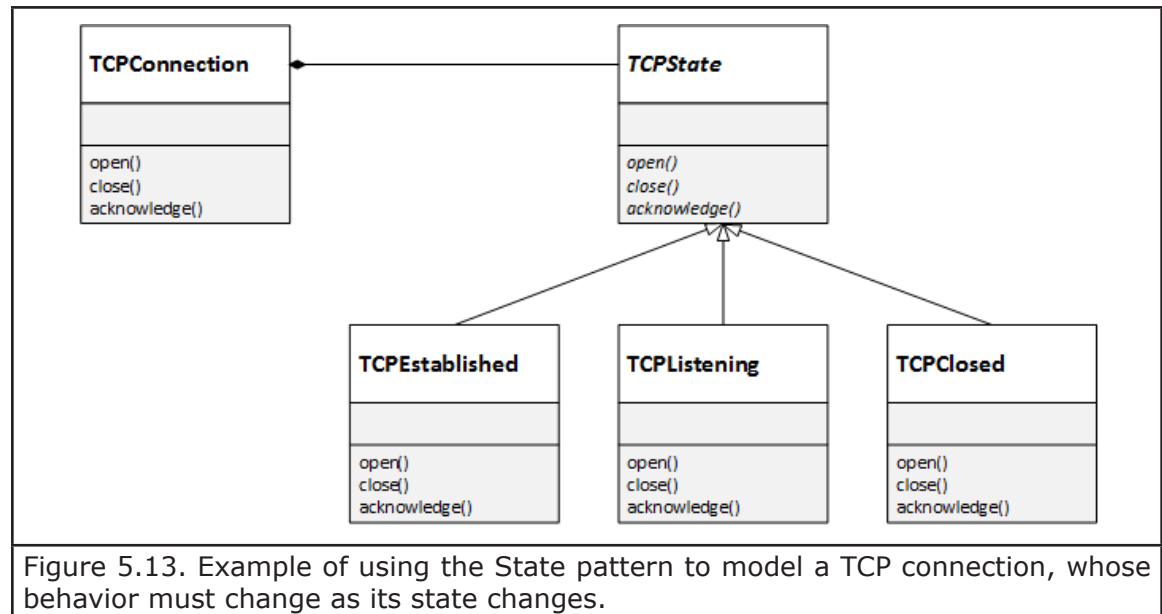 TCPConnection
open()
close()
acknowledge()
TCPState
open()
close()
acknowledge()
TCPEstablished
open()
close()
acknowledge()
TCPListening
open()
close()
acknowledge()
TCPClosed
open()
close()
acknowledge()
Figure 5.13. Example of using the State pattern to model a TCP connection, whose
behavior must change as its state changes.